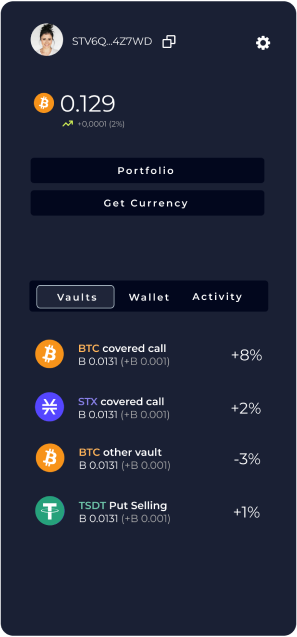 STV6Q...4Z7WD
0.129
+0,0001 (2%)
Portfolio
Get Currency
Vaults Wallet Activity
BTC covered call
B 0.0131 (+B 0.001)
+8%
STX covered call
B 0.0131 (+B 0.001)
+2%
BTC other vault
B 0.0131 (+B 0.001)
-3%
TSDT Put Selling
B 0.0131 (+B 0.001)
+1%